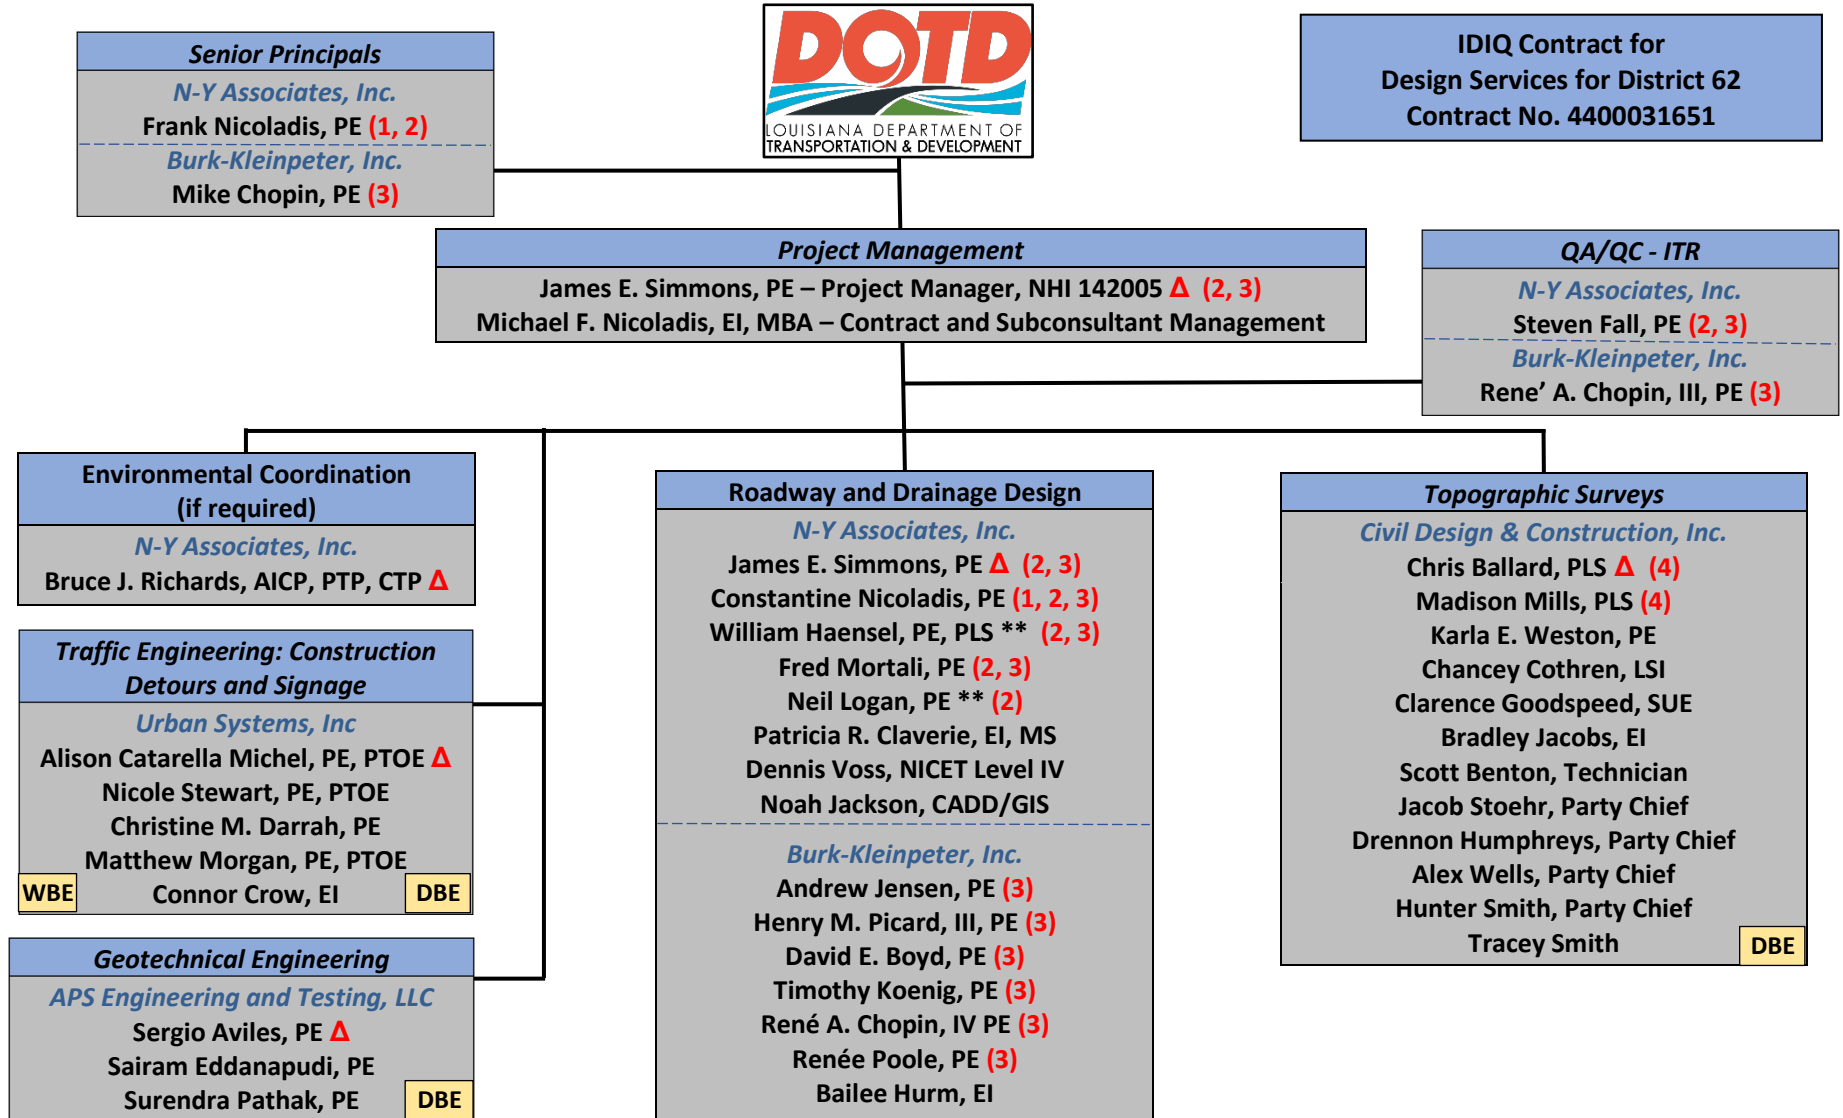 DOTD
LOUISIANA DEPARTMENT OF
TRANSPORTATION & DEVELOPMENT
IDIQ Contract for
Design Services for District 62
Contract No. 4400031651
Senior Principals
N-Y Associates, Inc.
Frank Nicoladis, PE (1, 2)
Burk-Kleinpeter, Inc.
Mike Chopin, PE (3)
Project Management
James E. Simmons, PE – Project Manager, NHI 142005 Δ (2, 3)
Michael F. Nicoladis, EI, MBA – Contract and Subconsultant Management
QA/QC - ITR
N-Y Associates, Inc.
Steven Fall, PE (2, 3)
Burk-Kleinpeter, Inc.
Rene’ A. Chopin, III, PE (3)
Environmental Coordination
(if required)
N-Y Associates, Inc.
Bruce J. Richards, AICP, PTP, CTP Δ
Traffic Engineering: Construction
Detours and Signage
Urban Systems, Inc
Alison Catarella Michel, PE, PTOE Δ
Nicole Stewart, PE, PTOE
Christine M. Darrah, PE
Matthew Morgan, PE, PTOE
WBE Connor Crow, EI DBE
Geotechnical Engineering
APS Engineering and Testing, LLC
Sergio Aviles, PE Δ
Sairam Eddanapudi, PE
Surendra Pathak, PE DBE
Roadway and Drainage Design
N-Y Associates, Inc.
James E. Simmons, PE Δ (2, 3)
Constantine Nicoladis, PE (1, 2, 3)
William Haensel, PE, PLS ** (2, 3)
Fred Mortali, PE (2, 3)
Neil Logan, PE ** (2)
Patricia R. Claverie, EI, MS
Dennis Voss, NICET Level IV
Noah Jackson, CADD/GIS
Burk-Kleinpeter, Inc.
Andrew Jensen, PE (3)
Henry M. Picard, III, PE (3)
David E. Boyd, PE (3)
Timothy Koenig, PE (3)
René A. Chopin, IV PE (3)
Renée Poole, PE (3)
Bailee Hurm, EI
Topographic Surveys
Civil Design & Construction, Inc.
Chris Ballard, PLS Δ (4)
Madison Mills, PLS (4)
Karla E. Weston, PE
Chancey Cothren, LSI
Clarence Goodspeed, SUE
Bradley Jacobs, EI
Scott Benton, Technician
Jacob Stoehr, Party Chief
Drennon Humphreys, Party Chief
Alex Wells, Party Chief
Hunter Smith, Party Chief
Tracey Smith DBE